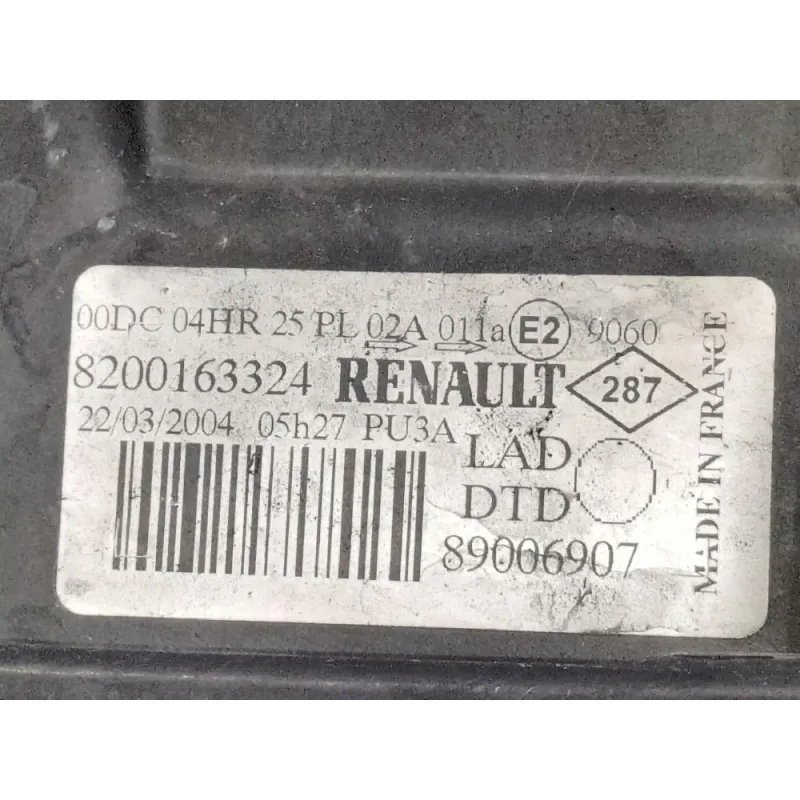 00DC 04HR 25 PL 02A 011a E2 9060
8200163324 RENAULT 287
22/03/2004 05h27 PU3A
LAD
DTD
89006907
MADE IN FRANCE